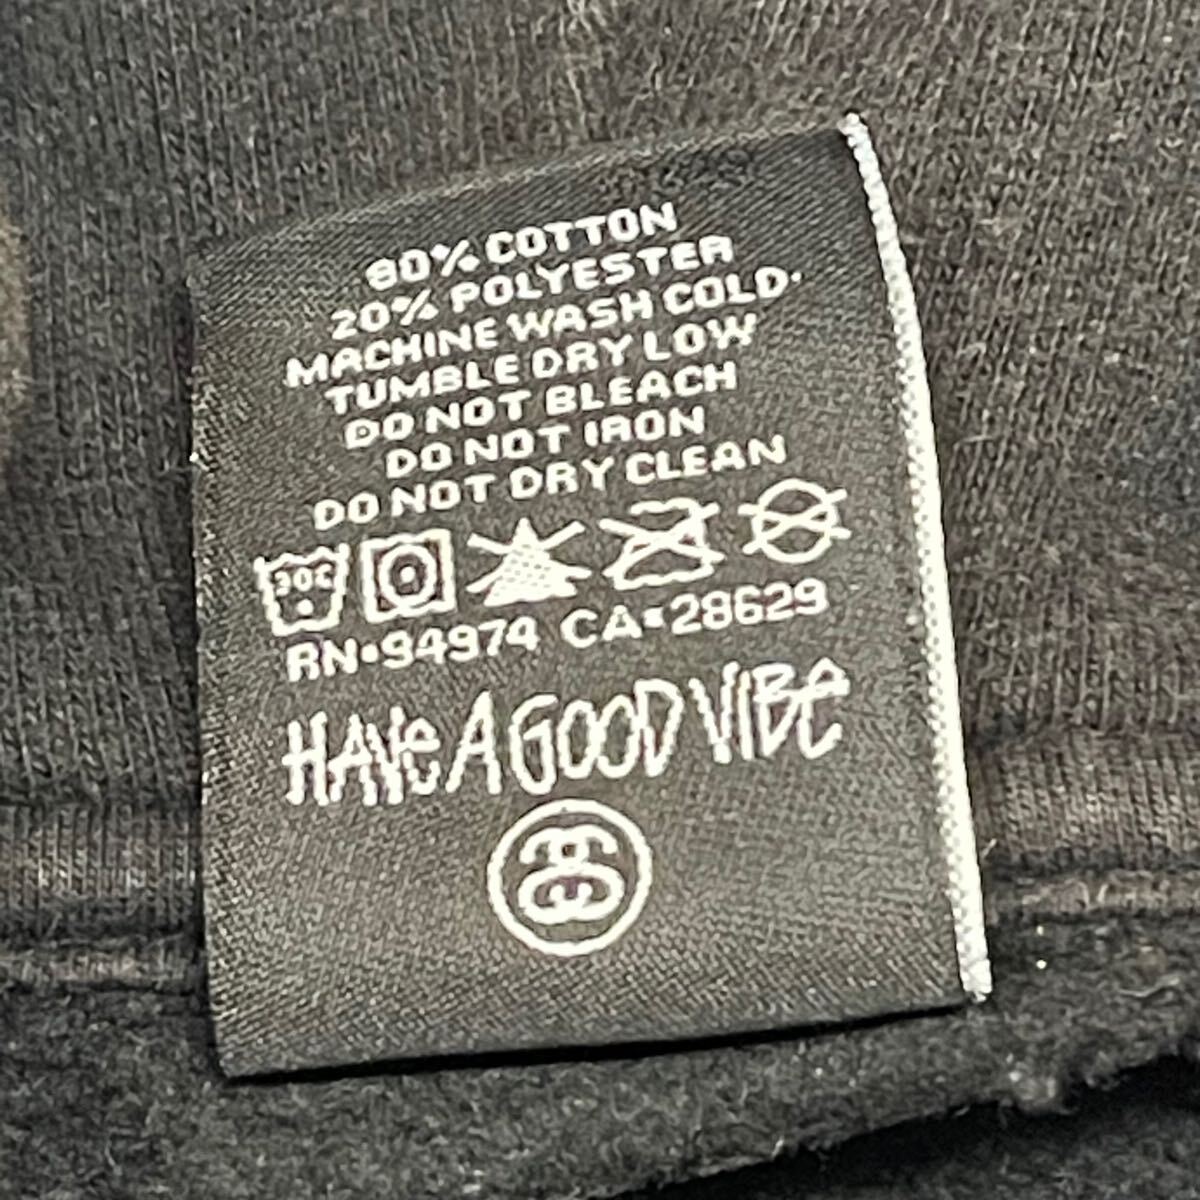 80% COTTON
20% POLYESTER
MACHINE WASH COLD.
TUMBLE DRY LOW
DO NOT BLEACH
DO NOT IRON
DO NOT DRY CLEAN
30C
RN•94974 CA•28629
HAVE A GOOD VIBE